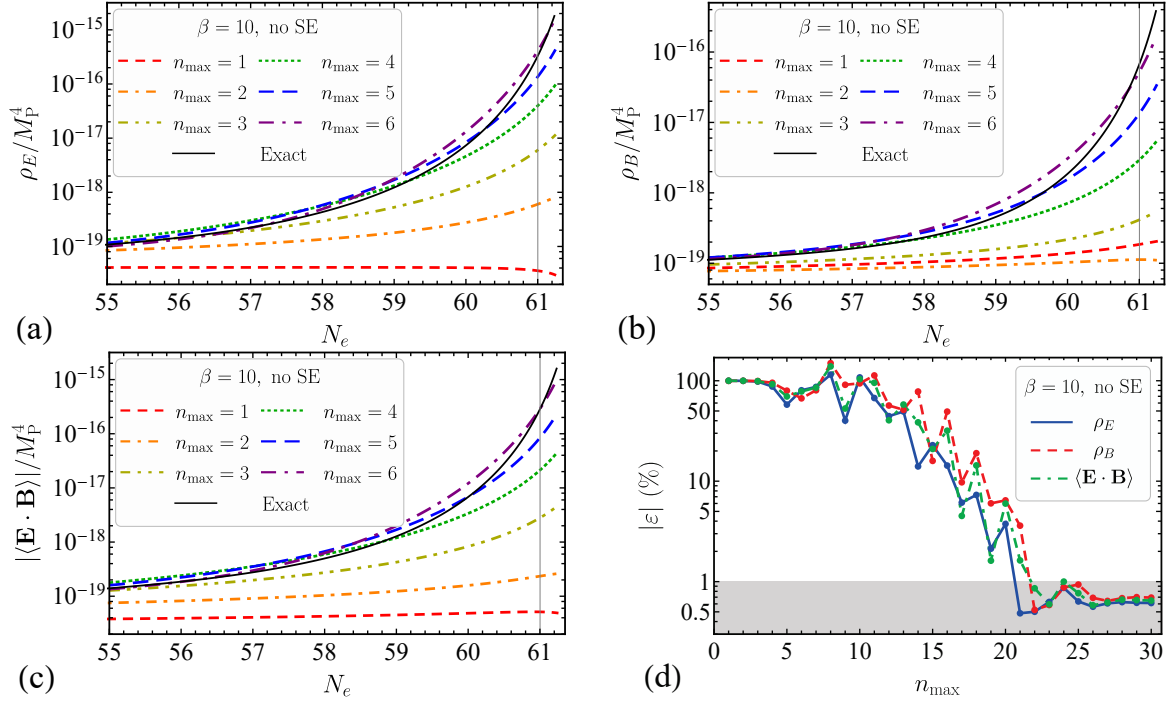 10⁻¹⁵
10⁻¹⁶
10⁻¹⁷
10⁻¹⁸
10⁻¹⁹
ρ_E/M_P⁴
β = 10, no SE
n_max = 1
n_max = 4
n_max = 2
n_max = 5
n_max = 3
n_max = 6
Exact
55 56 57 58 59 60 61
N_e
(a)
10⁻¹⁶
10⁻¹⁷
10⁻¹⁸
10⁻¹⁹
ρ_B/M_P⁴
β = 10, no SE
n_max = 1
n_max = 4
n_max = 2
n_max = 5
n_max = 3
n_max = 6
Exact
55 56 57 58 59 60 61
N_e
(b)
10⁻¹⁵
10⁻¹⁶
10⁻¹⁷
10⁻¹⁸
10⁻¹⁹
|⟨E · B⟩|/M_P⁴
β = 10, no SE
n_max = 1
n_max = 4
n_max = 2
n_max = 5
n_max = 3
n_max = 6
Exact
55 56 57 58 59 60 61
N_e
(c)
100
50
10
5
1
0.5
|ε| (%)
β = 10, no SE
ρ_E
ρ_B
⟨E · B⟩
0 5 10 15 20 25 30
n_max
(d)